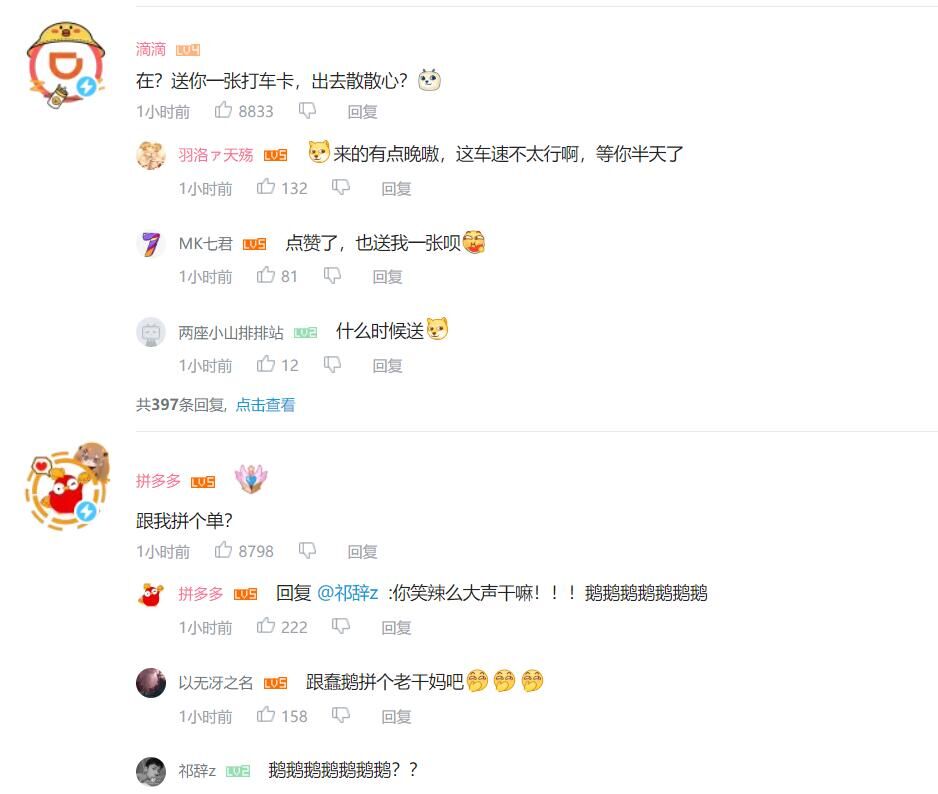 滴滴 LV4
在？送你一张打车卡，出去散散心？
1小时前 8833 回复
羽洛ァ天殇 LV5 来的有点晚嗷，这车速不太行啊，等你半天了
1小时前 132 回复
MK七君 LV5 点赞了，也送我一张呗
1小时前 81 回复
两座小山排排站 LV2 什么时候送
1小时前 12 回复
共397条回复, 点击查看
拼多多 LV5
跟我拼个单？
1小时前 8798 回复
拼多多 LV5 回复 @祁辞z :你笑辣么大声干嘛！！！鹅鹅鹅鹅鹅鹅鹅
1小时前 222 回复
以无冴之名 LV5 跟蠢鹅拼个老干妈吧
1小时前 158 回复
祁辞z LV2 鹅鹅鹅鹅鹅鹅鹅？？